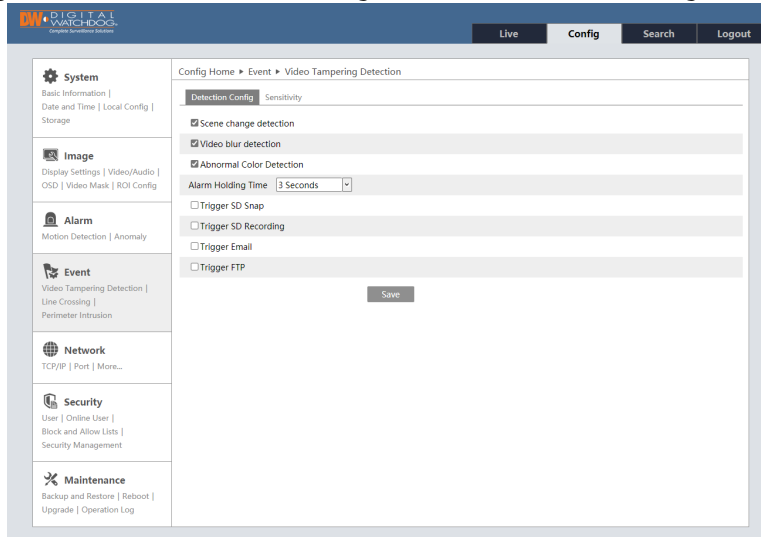 DW DIGITAL
WATCHDOG®
Complete Surveillance Solutions
Live
Config
Search
Logout
System
Basic Information |
Date and Time | Local Config |
Storage
Image
Display Settings | Video/Audio |
OSD | Video Mask | ROI Config
Alarm
Motion Detection | Anomaly
Event
Video Tampering Detection |
Line Crossing |
Perimeter Intrusion
Network
TCP/IP | Port | More...
Security
User | Online User |
Block and Allow Lists |
Security Management
Maintenance
Backup and Restore | Reboot |
Upgrade | Operation Log
Config Home ▶ Event ▶ Video Tampering Detection
Detection Config Sensitivity
Scene change detection
Video blur detection
Abnormal Color Detection
Alarm Holding Time 3 Seconds
Trigger SD Snap
Trigger SD Recording
Trigger Email
Trigger FTP
Save